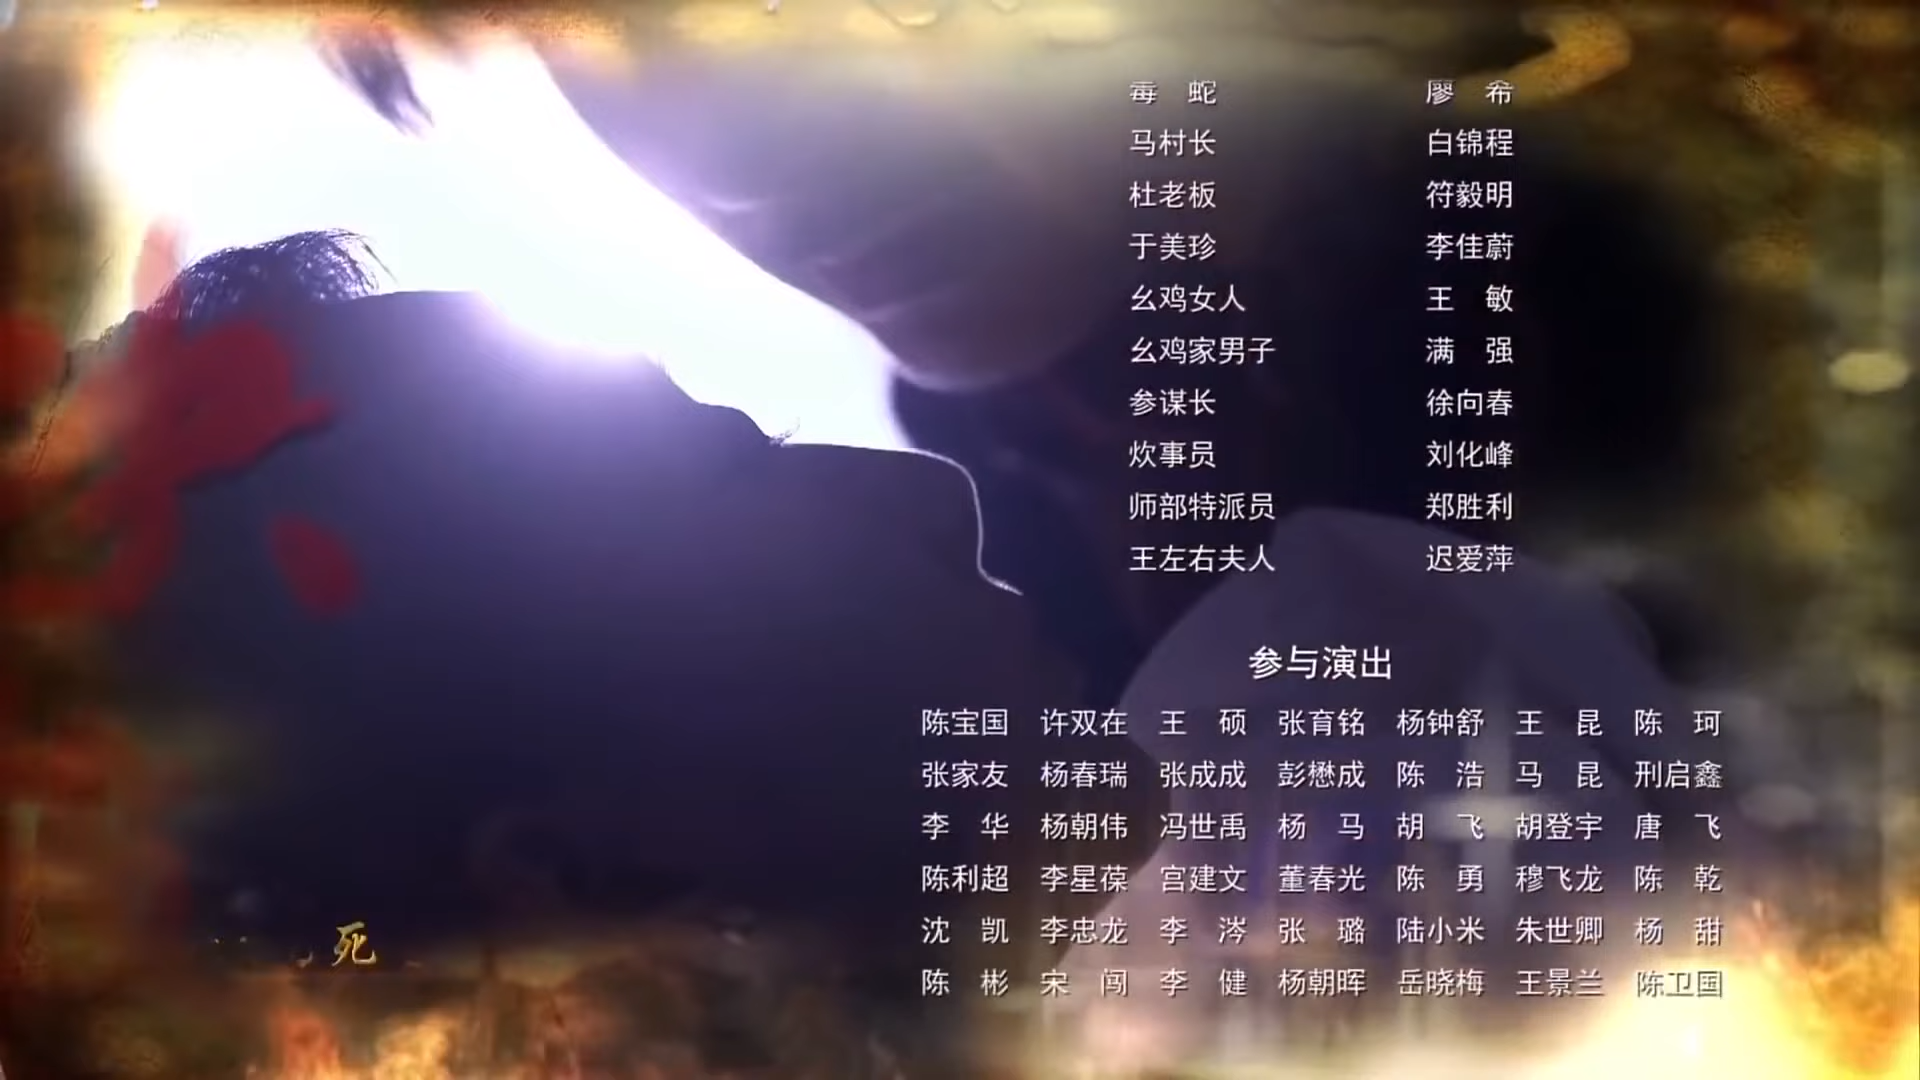 毒　蛇　廖　希
马村长　白锦程
杜老板　符毅明
于美珍　李佳蔚
幺鸡女人　王　敏
幺鸡家男子　满　强
参谋长　徐向春
炊事员　刘化峰
师部特派员　郑胜利
王左右夫人　迟爱萍
参与演出
陈宝国　许双在　王　硕　张育铭　杨钟舒　王　昆　陈　珂
张家友　杨春瑞　张成成　彭懋成　陈　浩　马　昆　刑启鑫
李　华　杨朝伟　冯世禹　杨　马　胡　飞　胡登宇　唐　飞
陈利超　李星葆　宫建文　董春光　陈　勇　穆飞龙　陈　乾
沈　凯　李忠龙　李　涔　张　璐　陆小米　朱世卿　杨　甜
陈　彬　宋　闯　李　健　杨朝晖　岳晓梅　王景兰　陈卫国
死